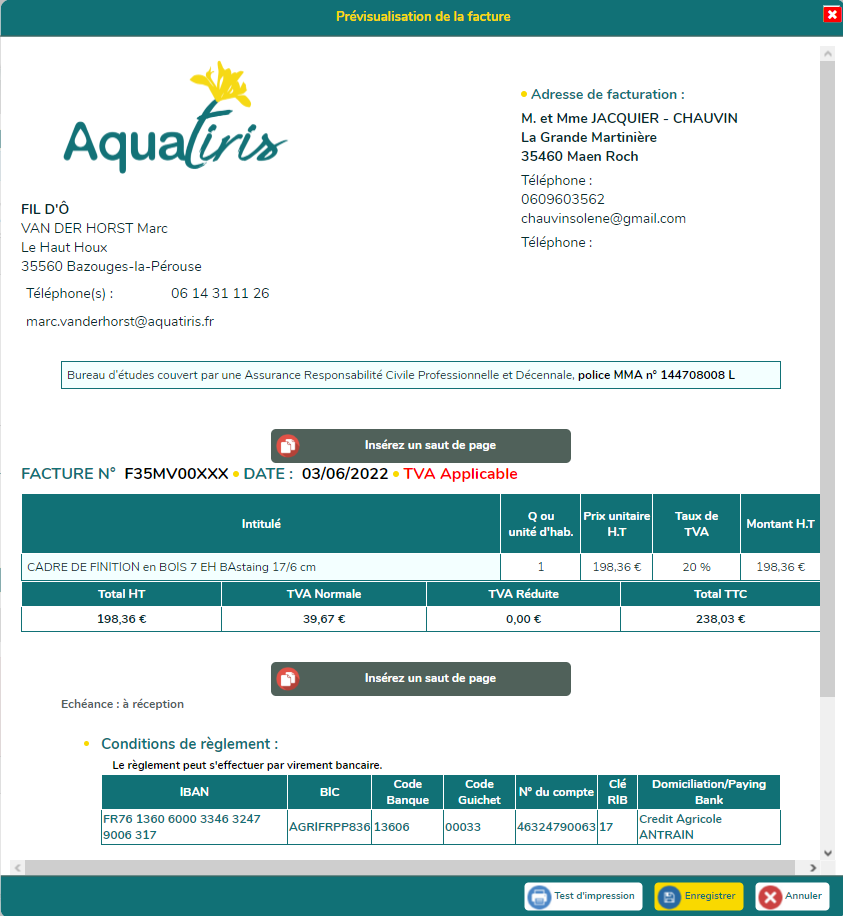 Prévisualisation de la facture
Aquatiris
Adresse de facturation :
M. et Mme JACQUIER - CHAUVIN
La Grande Martinière
35460 Maen Roch
Téléphone :
0609603562
chauvinsolene@gmail.com
Téléphone :
FIL D'Ô
VAN DER HORST Marc
Le Haut Houx
35560 Bazouges-la-Pérouse
Téléphone(s) : 06 14 31 11 26
marc.vanderhorst@aquatiris.fr
Bureau d'études couvert par une Assurance Responsabilité Civile Professionnelle et Décennale, police MMA n° 144708008 L
Insérez un saut de page
FACTURE N° F35MV00XXX • DATE : 03/06/2022 • TVA Applicable
Intitulé Q ou unité d'hab. Prix unitaire H.T Taux de TVA Montant H.T
CADRE DE FINITION en BOIS 7 EH BAstaing 17/6 cm 1 198,36 € 20 % 198,36 €
Total HT TVA Normale TVA Réduite Total TTC
198,36 € 39,67 € 0,00 € 238,03 €
Insérez un saut de page
Echéance : à réception
Conditions de règlement :
Le règlement peut s'effectuer par virement bancaire.
IBAN BIC Code Banque Code Guichet N° du compte Clé RIB Domiciliation/Paying Bank
FR76 1360 6000 3346 3247 9006 317 AGRIFRPP836 13606 00033 46324790063 17 Credit Agricole ANTRAIN
Test d'impression Enregistrer Annuler